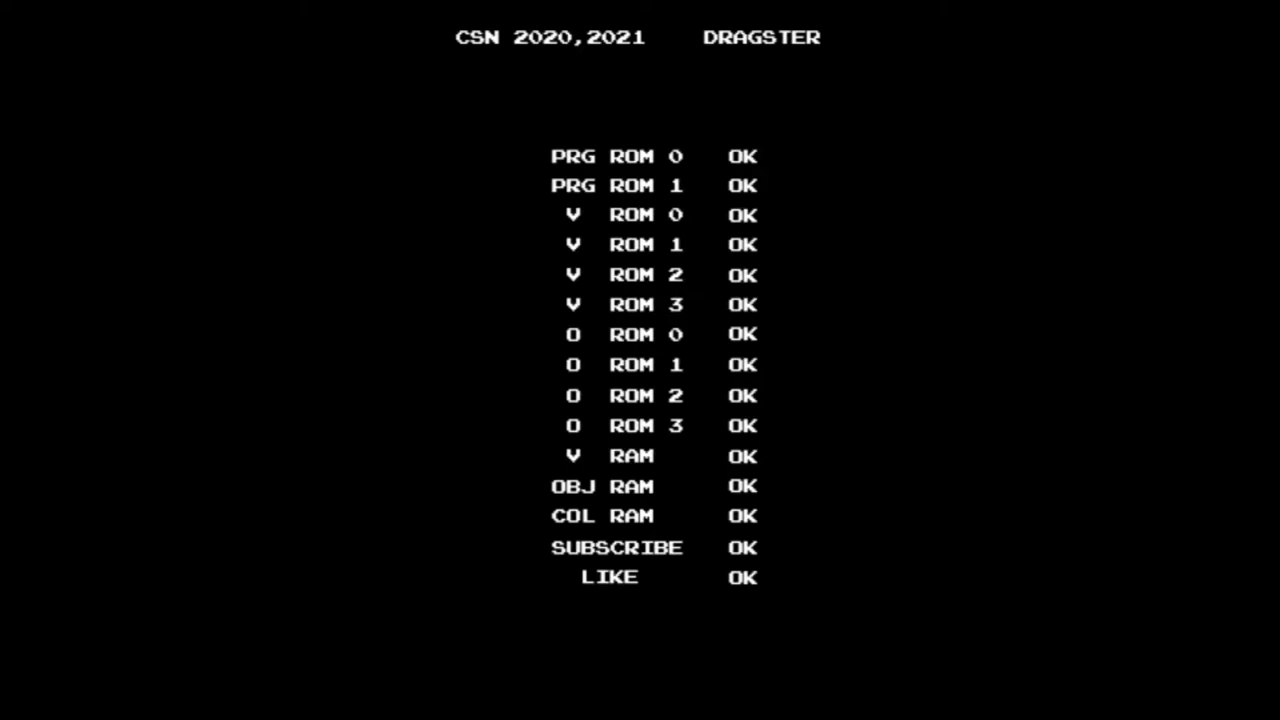 CSN 2020,2021 DRAGSTER
PRG ROM 0 OK
PRG ROM 1 OK
V ROM 0 OK
V ROM 1 OK
V ROM 2 OK
V ROM 3 OK
O ROM 0 OK
O ROM 1 OK
O ROM 2 OK
O ROM 3 OK
V RAM OK
OBJ RAM OK
COL RAM OK
SUBSCRIBE OK
LIKE OK